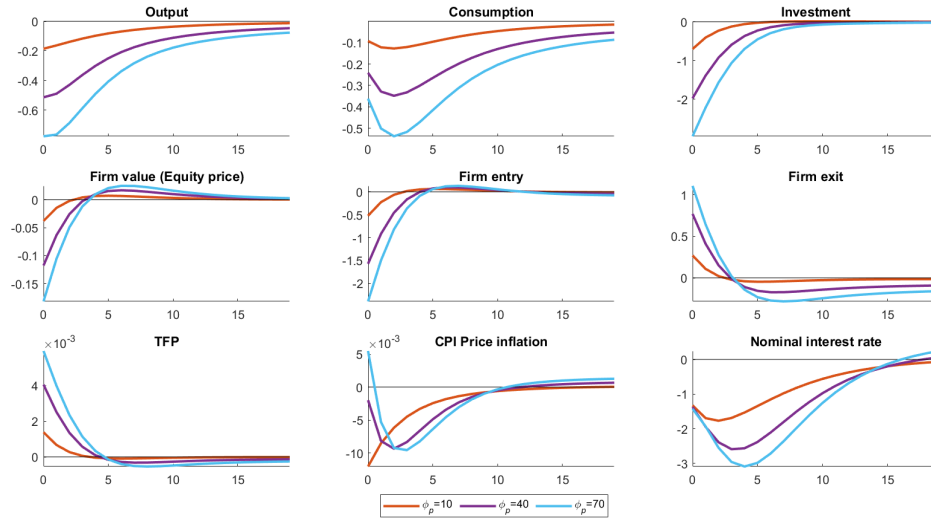 Output Consumption Investment
0 -0.2 -0.4 -0.6
0 5 10 15
-0.1 -0.2 -0.3 -0.4 -0.5
0 5 10 15
0 -1 -2
0 5 10 15
Firm value (Equity price) Firm entry Firm exit
0 -0.05 -0.1 -0.15
0 5 10 15
0 -0.5 -1 -1.5 -2
0 5 10 15
1 0.5 0
0 5 10 15
TFP CPI Price inflation Nominal interest rate
×10⁻³
4 2 0
0 5 10 15
×10⁻³
5 0 -5 -10
0 5 10 15
0 -1 -2 -3
0 5 10 15
ϕp=10 ϕp=40 ϕp=70